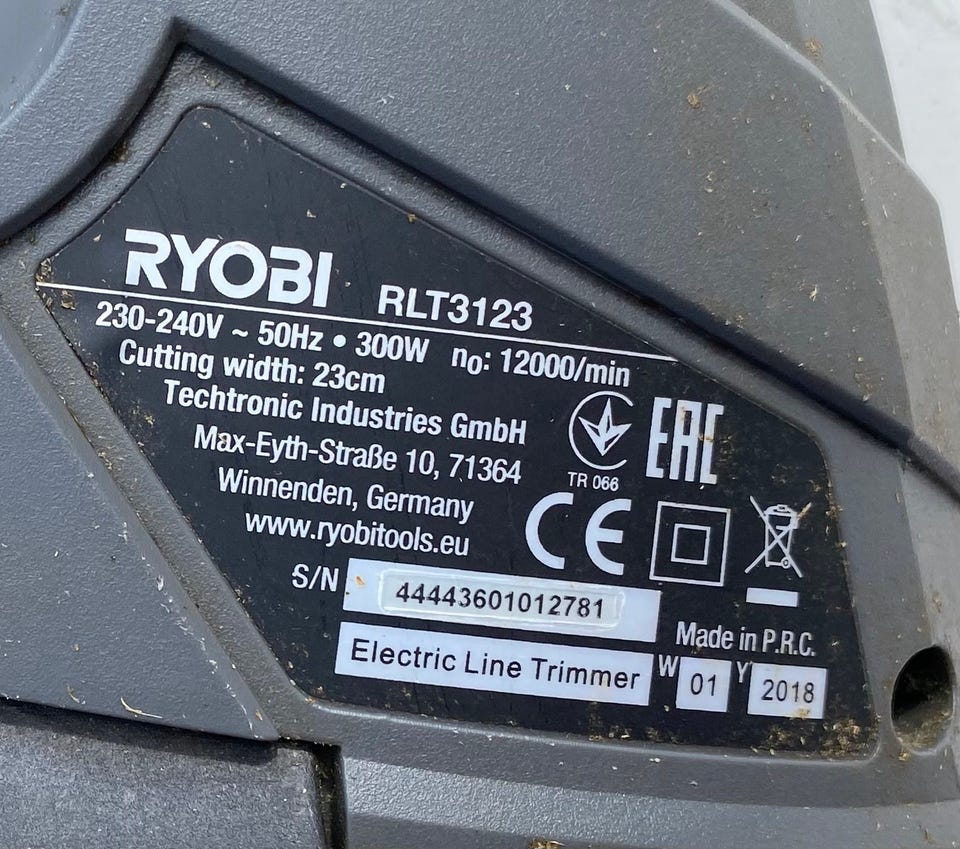 RYOBI RLT3123
230-240V ~ 50Hz • 300W n₀: 12000/min
Cutting width: 23cm
Techtronic Industries GmbH
Max-Eyth-Straße 10, 71364
Winnenden, Germany
www.ryobitools.eu
TR 066
EAC
CE
S/N 44443601012781
Made in P.R.C.
Electric Line Trimmer
W 01 Y 2018